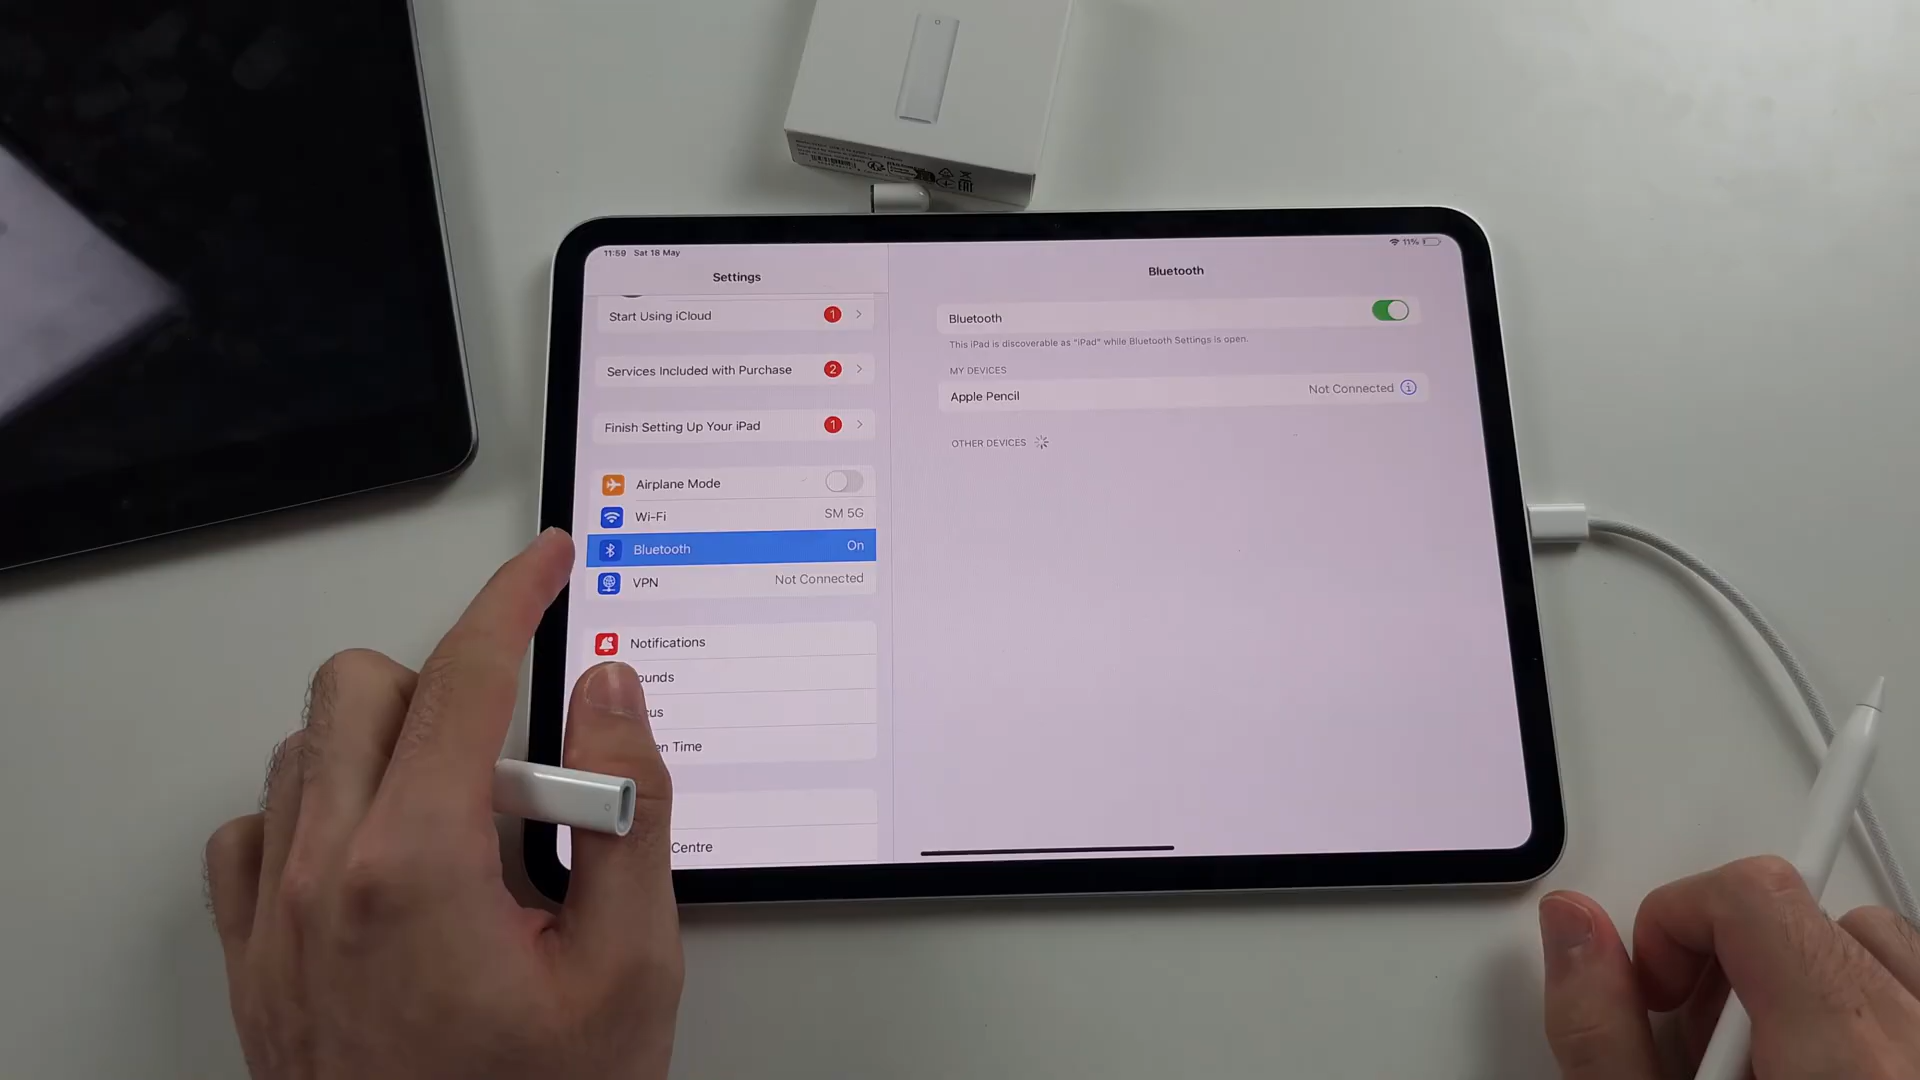 11:59 Sat 18 May
11%
Settings
Start Using iCloud
1
Services Included with Purchase
2
Finish Setting Up Your iPad
1
Airplane Mode
Wi-Fi
SM 5G
Bluetooth
On
VPN
Not Connected
Notifications
ounds
cus
en Time
Centre
Bluetooth
Bluetooth
This iPad is discoverable as "iPad" while Bluetooth Settings is open.
MY DEVICES
Apple Pencil
Not Connected
OTHER DEVICES